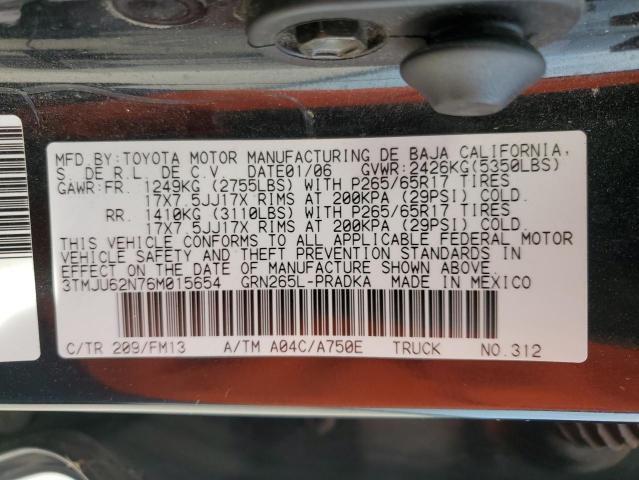 MFD.BY:TOYOTA MOTOR MANUFACTURING DE BAJA CALIFORNIA,
S. DE R.L. DE C.V. DATE01/06 GVWR:2426KG(5350LBS)
GAWR:FR. 1249KG (2755LBS) WITH P265/65R17 TIRES
17X7.5JJ17X RIMS AT 200KPA (29PSI) COLD.
RR. 1410KG (3110LBS) WITH P265/65R17 TIRES
17X7.5JJ17X RIMS AT 200KPA (29PSI) COLD.
THIS VEHICLE CONFORMS TO ALL APPLICABLE FEDERAL MOTOR
VEHICLE SAFETY AND THEFT PREVENTION STANDARDS IN
EFFECT ON THE DATE OF MANUFACTURE SHOWN ABOVE.
3TMJU62N76M015654 GRN265L-PRADKA MADE IN MEXICO
C/TR 209/FM13 A/TM A04C/A750E TRUCK NO.312